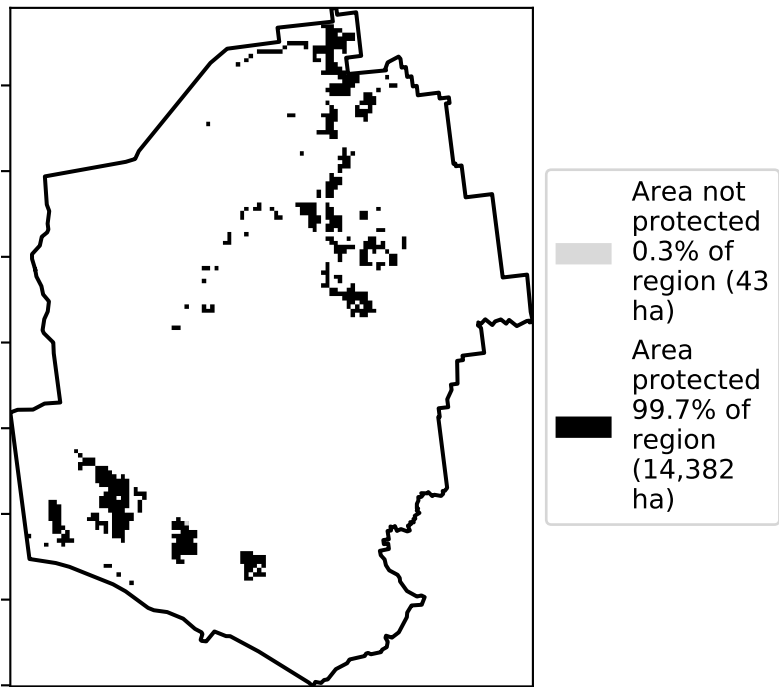 Area not
protected
0.3% of
region (43
ha)
Area
protected
99.7% of
region
(14,382
ha)